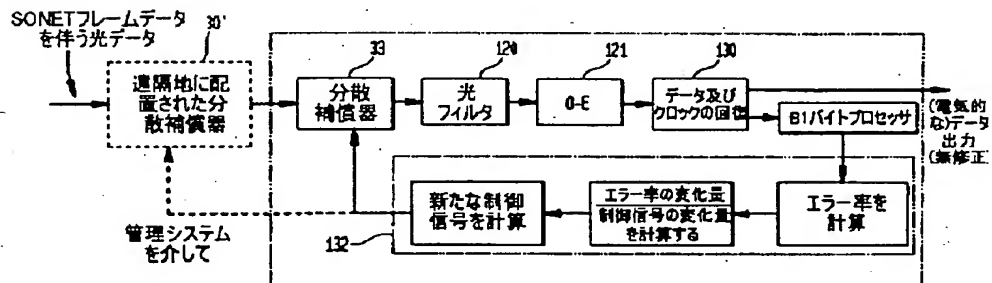 SONETフレームデータ
を伴う光データ
30'
遠隔地に配
置された分
散補償器
33
分散
補償器
120
光
フィルタ
121
O-E
130
データ及び
クロックの回復
B1バイトプロセッサ
(電気的
な)データ
出力
(無修正)
新たな制御
信号を計算
エラー率の変化量
制御信号の変化量
を計算する
エラー率を
計算
管理システム
を介して
132